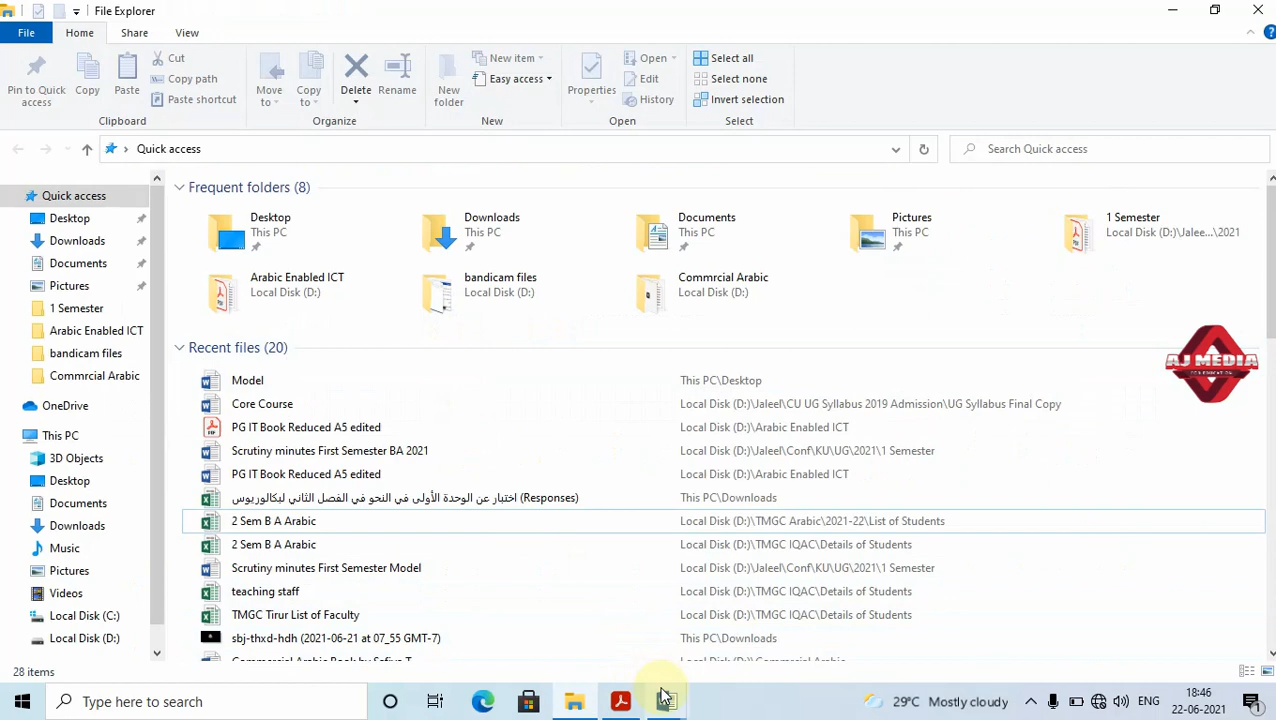 File Explorer
File Home Share View
Pin to Quick access
Copy
Paste
Cut
Copy path
Paste shortcut
Clipboard
Move to
Copy to
Delete
Rename
Organize
New folder
New item
Easy access
New
Properties
Open
Edit
History
Open
Select all
Select none
Invert selection
Select
Quick access
Search Quick access
Quick access
Desktop
Downloads
Documents
Pictures
1 Semester
Arabic Enabled ICT
bandicam files
Commrcial Arabic
OneDrive
This PC
3D Objects
Desktop
Documents
Downloads
Music
Pictures
Videos
Local Disk (C:)
Local Disk (D:)
Frequent folders (8)
Desktop
This PC
Downloads
This PC
Documents
This PC
Pictures
This PC
1 Semester
Local Disk (D:)\Jalee...\2021
Arabic Enabled ICT
Local Disk (D:)
bandicam files
Local Disk (D:)
Commrcial Arabic
Local Disk (D:)
AJ MEDIA
FOR EDUCATION
Recent files (20)
Model This PC\Desktop
Core Course Local Disk (D:)\Jaleel\CU UG Syllabus 2019 Admission\UG Syllabus Final Copy
PG IT Book Reduced A5 edited Local Disk (D:)\Arabic Enabled ICT
Scrutiny minutes First Semester BA 2021 Local Disk (D:)\Jaleel\Conf\KU\UG\2021\1 Semester
PG IT Book Reduced A5 edited Local Disk (D:)\Arabic Enabled ICT
اختبار عن الوحدة الأولى في النحو في الفصل الثاني ليكالوريوس (Responses) This PC\Downloads
2 Sem B A Arabic Local Disk (D:)\TMGC Arabic\2021-22\List of Students
2 Sem B A Arabic Local Disk (D:)\TMGC IQAC\Details of Students
Scrutiny minutes First Semester Model Local Disk (D:)\Jaleel\Conf\KU\UG\2021\1 Semester
teaching staff Local Disk (D:)\TMGC IQAC\Details of Students
TMGC Tirur List of Faculty Local Disk (D:)\TMGC IQAC\Details of Students
sbj-thxd-hdh (2021-06-21 at 07_55 GMT-7) This PC\Downloads
28 items
Type here to search
29°C Mostly cloudy
ENG
18:46
22-06-2021
1